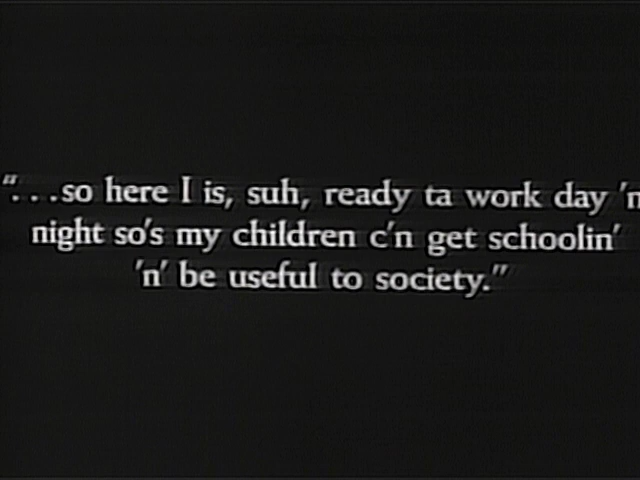 “. . .so here I is, suh, ready ta work day ’n
night so’s my children c’n get schoolin’
’n’ be useful to society.”